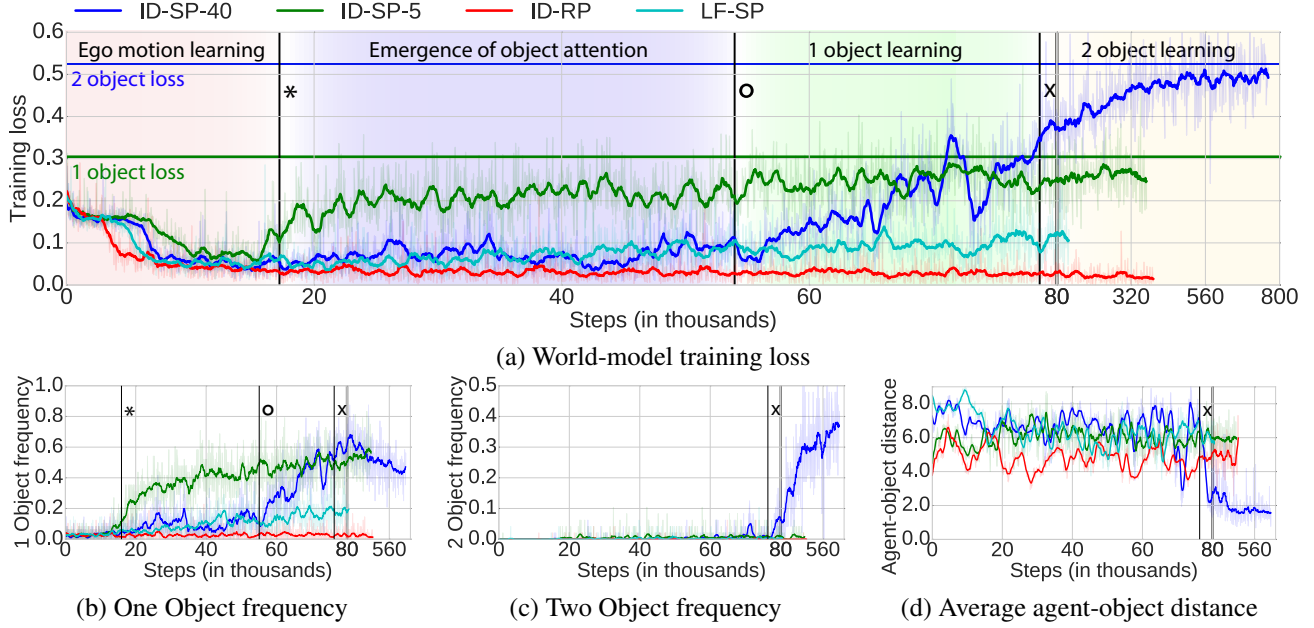 ID-SP-40 ID-SP-5 ID-RP LF-SP
Training loss
0.6
0.5
0.4
0.3
0.2
0.1
0.0
Ego motion learning Emergence of object attention 1 object learning 2 object learning
2 object loss
* o x
1 object loss
0 20 40 60 80 320 560 800
Steps (in thousands)
(a) World-model training loss
1 Object frequency
1.0
0.8
0.6
0.4
0.2
0.0
* o x
0 20 40 60 80 560
Steps (in thousands)
(b) One Object frequency
2 Object frequency
0.5
0.4
0.3
0.2
0.1
0.0
x
0 20 40 60 80 560
Steps (in thousands)
(c) Two Object frequency
Agent-object distance
8.0
6.0
4.0
2.0
0.0
x
0 20 40 60 80 560
Steps (in thousands)
(d) Average agent-object distance